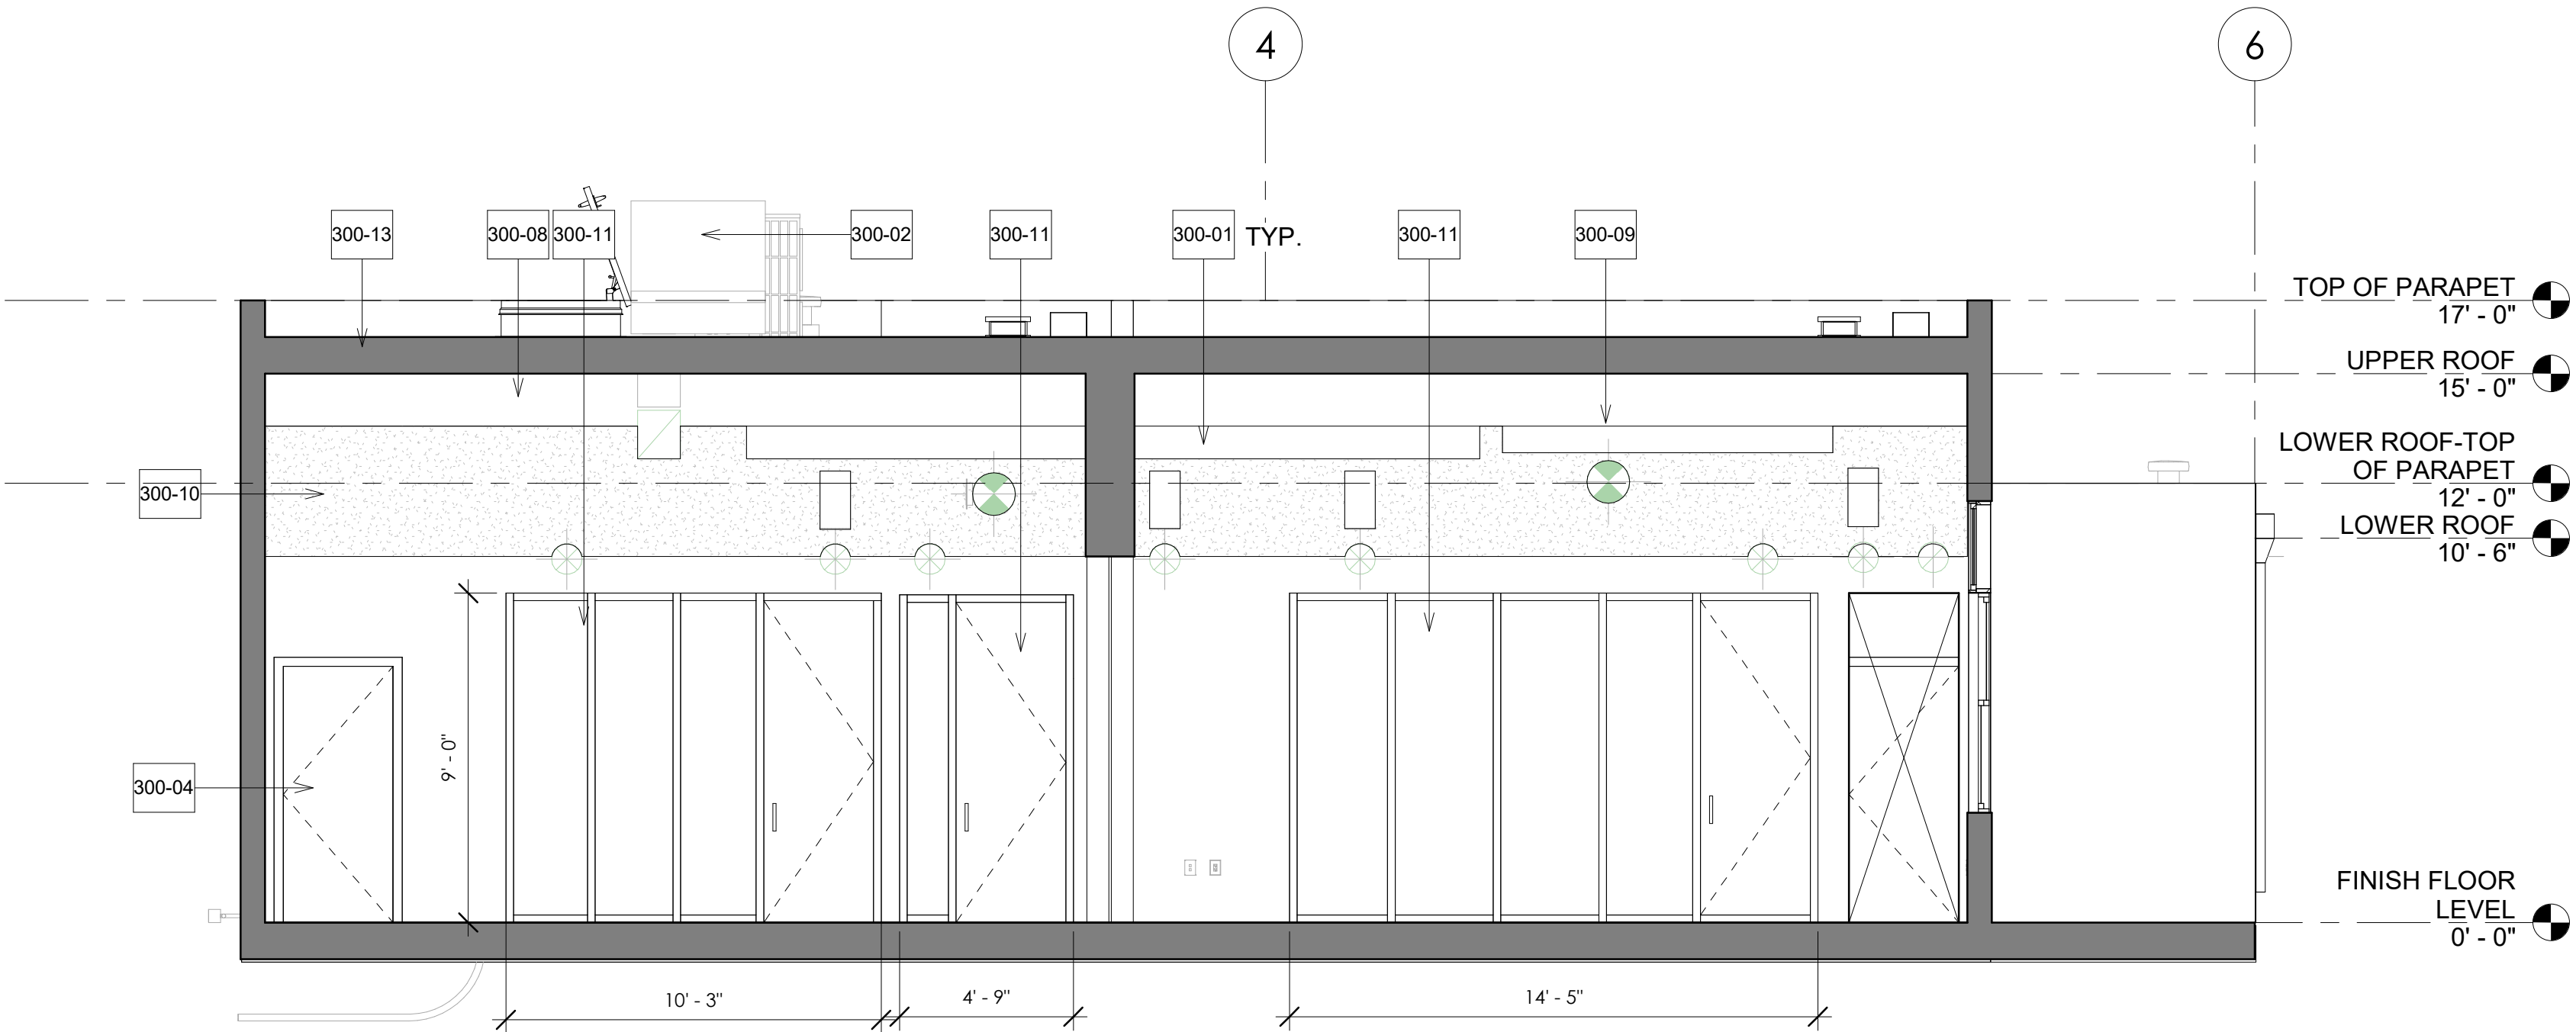 4
6
300-13
300-08
300-11
300-02
300-11
300-01
TYP.
300-11
300-09
TOP OF PARAPET
17' - 0"
UPPER ROOF
15' - 0"
LOWER ROOF-TOP
OF PARAPET
12' - 0"
LOWER ROOF
10' - 6"
300-10
300-04
9' - 0"
FINISH FLOOR
LEVEL
0' - 0"
10' - 3"
4' - 9"
14' - 5"